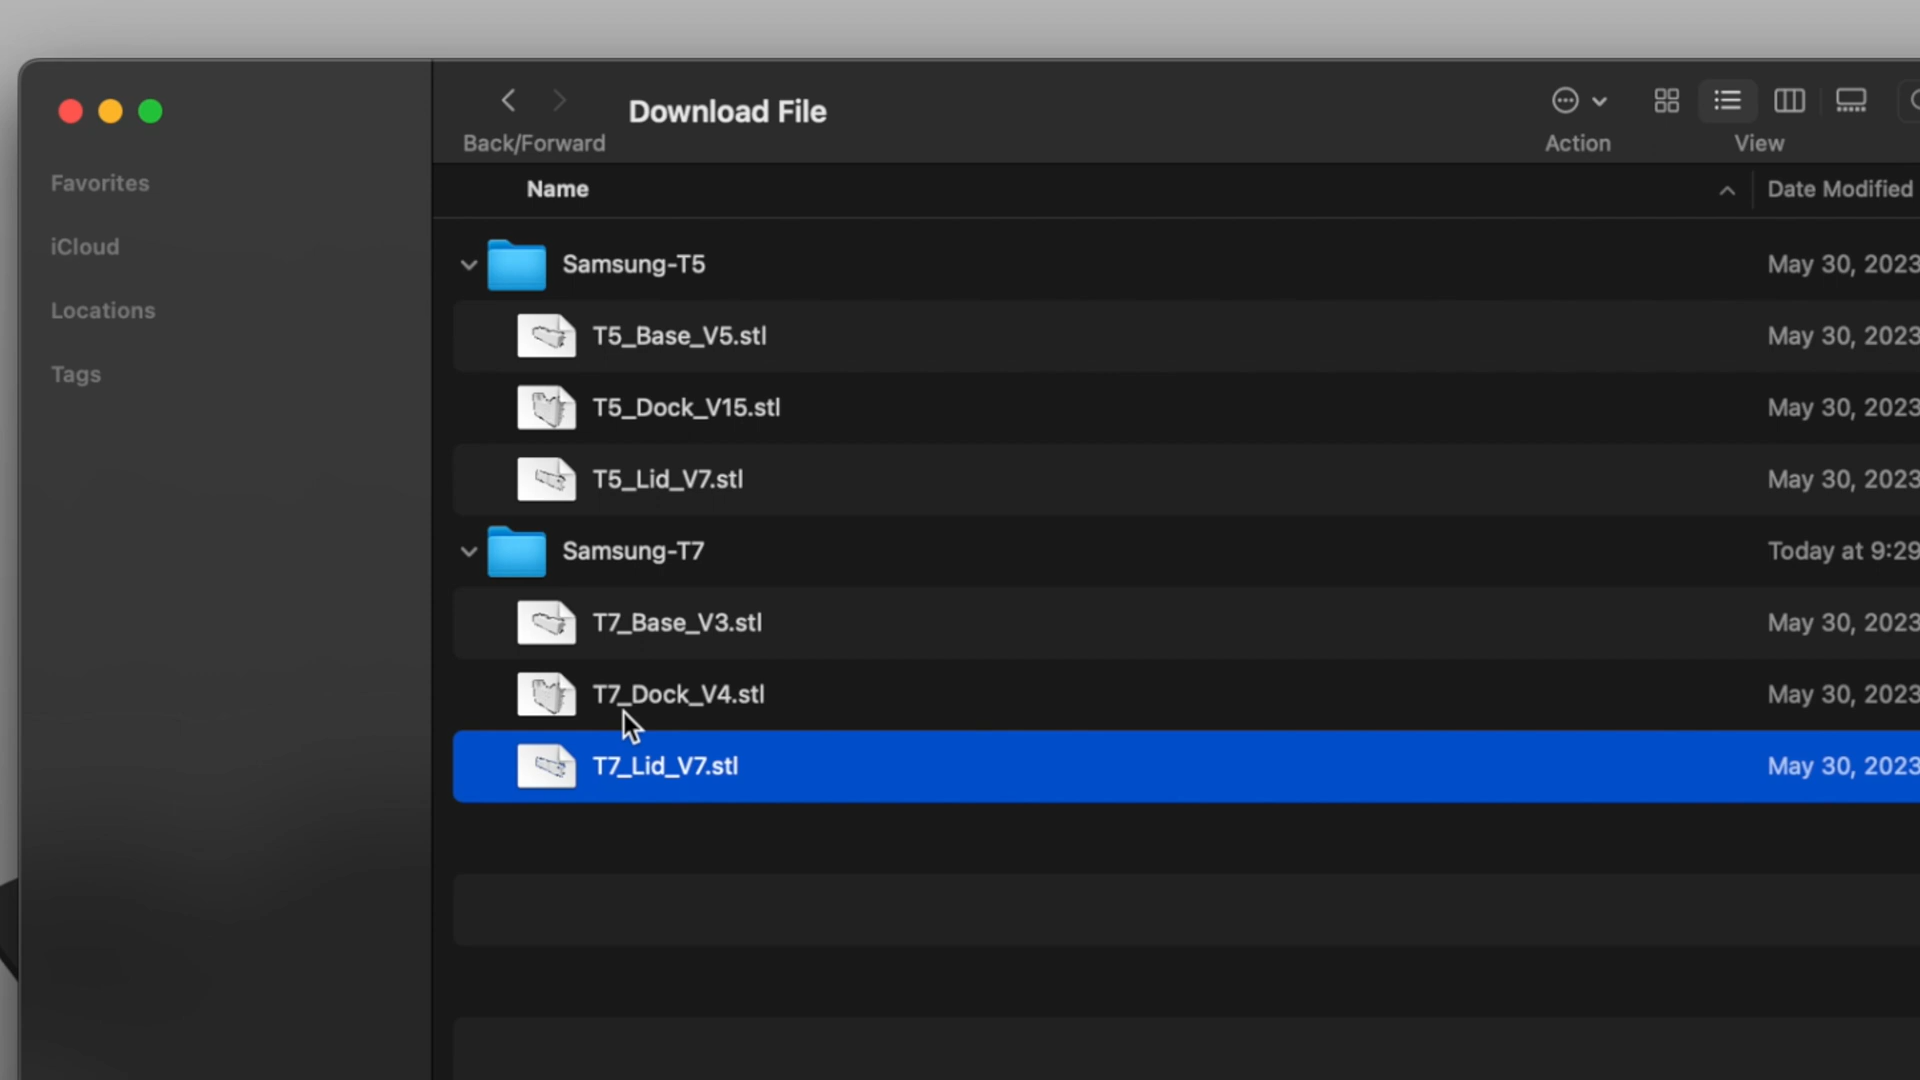 Download File
Back/Forward
Action
View
Favorites
iCloud
Locations
Tags
Name
Date Modified
Samsung-T5
May 30, 2023
T5_Base_V5.stl
May 30, 2023
T5_Dock_V15.stl
May 30, 2023
T5_Lid_V7.stl
May 30, 2023
Samsung-T7
Today at 9:29
T7_Base_V3.stl
May 30, 2023
T7_Dock_V4.stl
May 30, 2023
T7_Lid_V7.stl
May 30, 2023